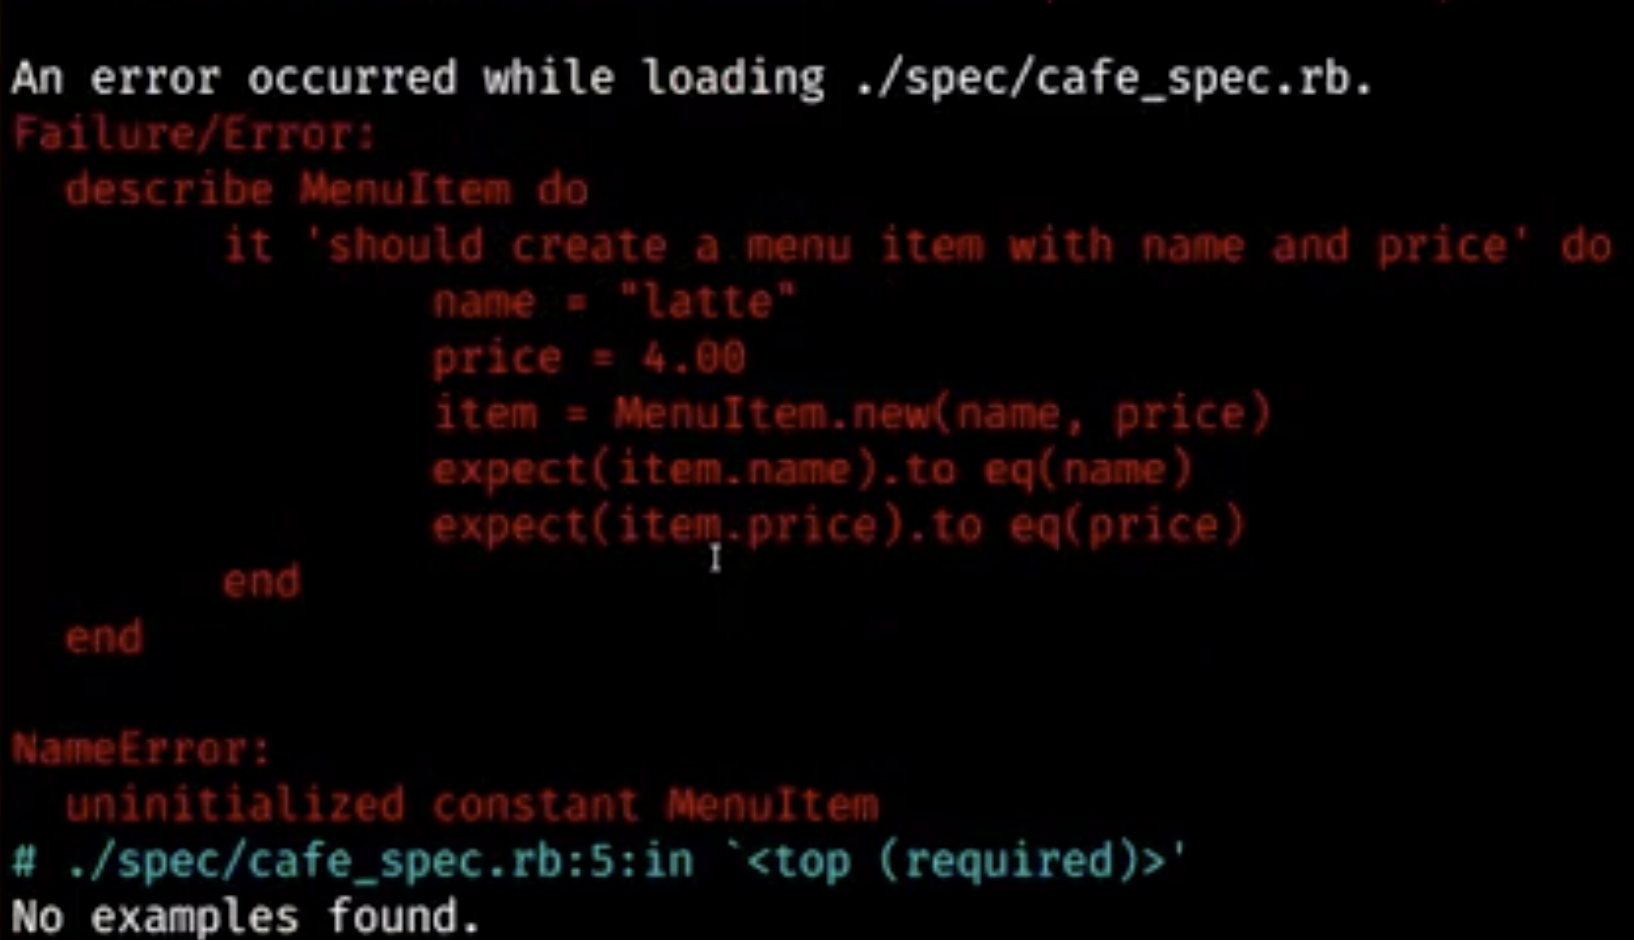 An error occurred while loading ./spec/cafe_spec.rb.
Failure/Error:
  describe MenuItem do
        it 'should create a menu item with name and price' do
                name = "latte"
                price = 4.00
                item = MenuItem.new(name, price)
                expect(item.name).to eq(name)
                expect(item.price).to eq(price)
        end
  end

NameError:
  uninitialized constant MenuItem
# ./spec/cafe_spec.rb:5:in `<top (required)>'
No examples found.